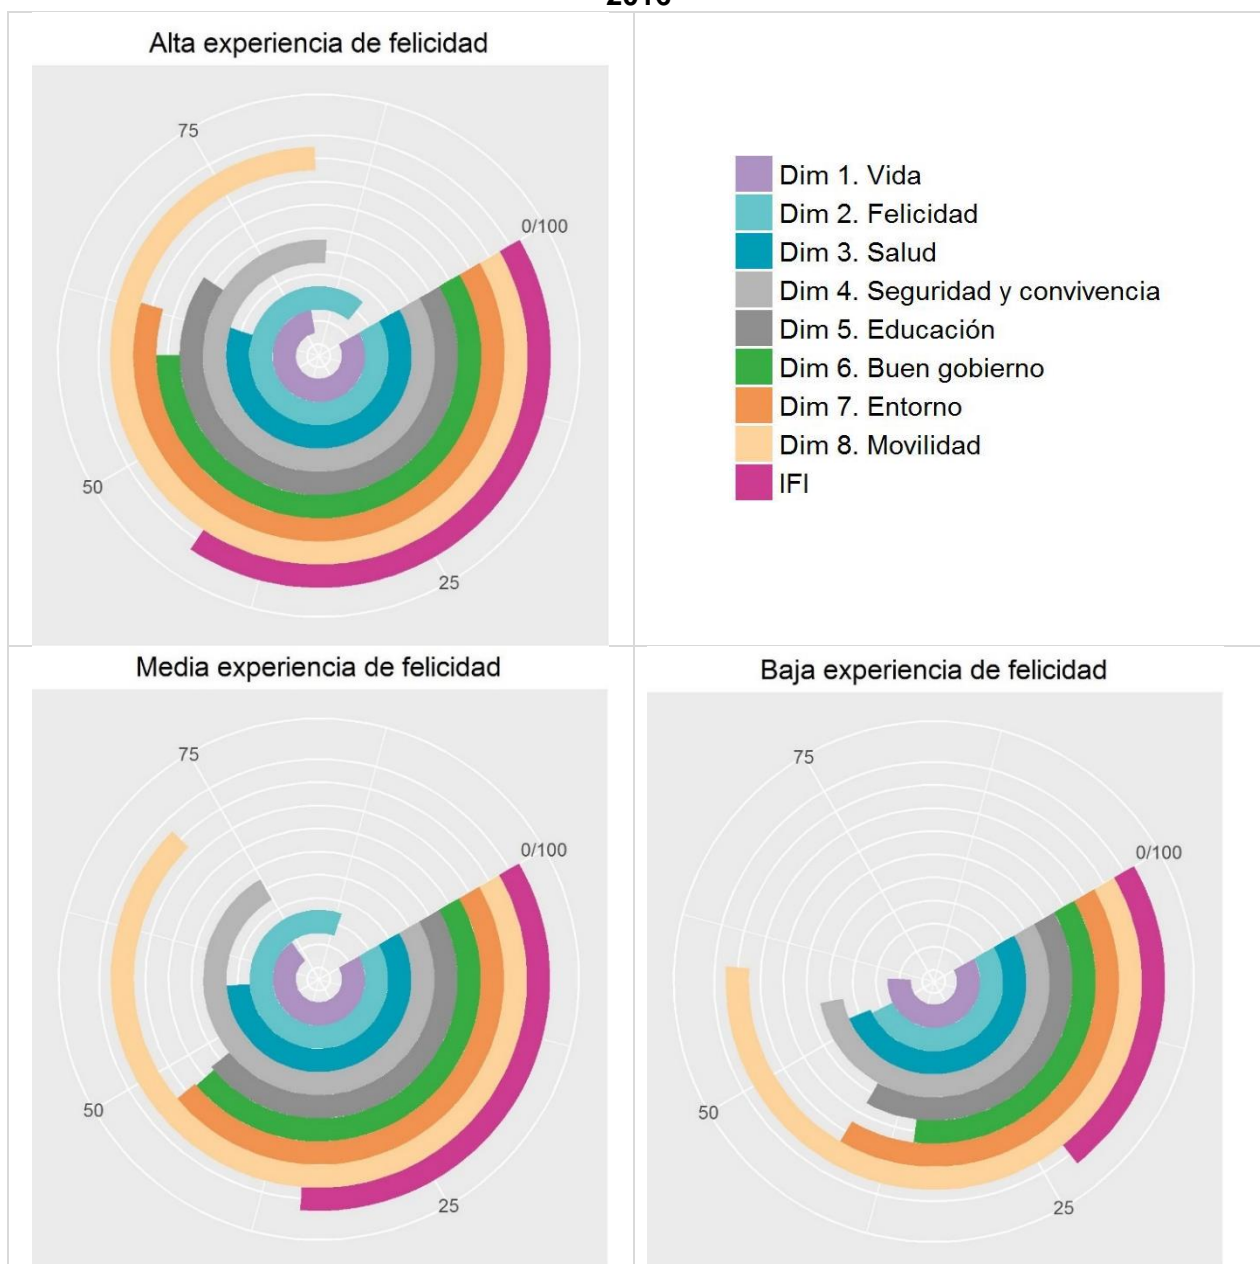 Alta experiencia de felicidad
75
0/100
50
25
Dim 1. Vida
Dim 2. Felicidad
Dim 3. Salud
Dim 4. Seguridad y convivencia
Dim 5. Educación
Dim 6. Buen gobierno
Dim 7. Entorno
Dim 8. Movilidad
IFI
Media experiencia de felicidad
75
0/100
50
25
Baja experiencia de felicidad
75
0/100
50
25